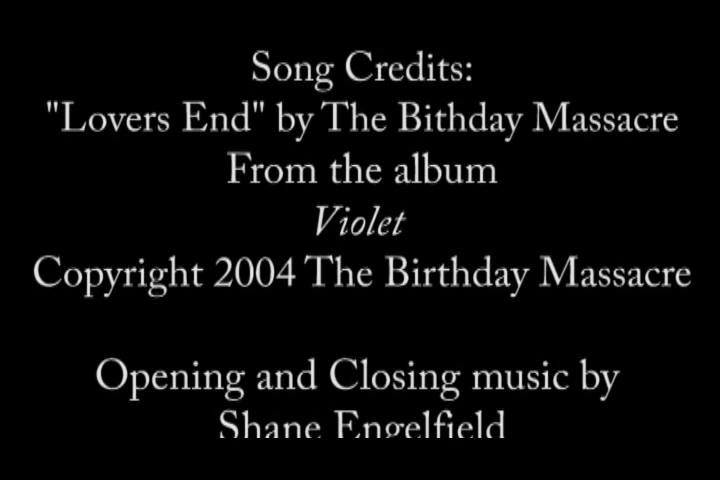 Song Credits:
"Lovers End" by The Bithday Massacre
From the album
Violet
Copyright 2004 The Birthday Massacre
Opening and Closing music by
Shane Engelfield